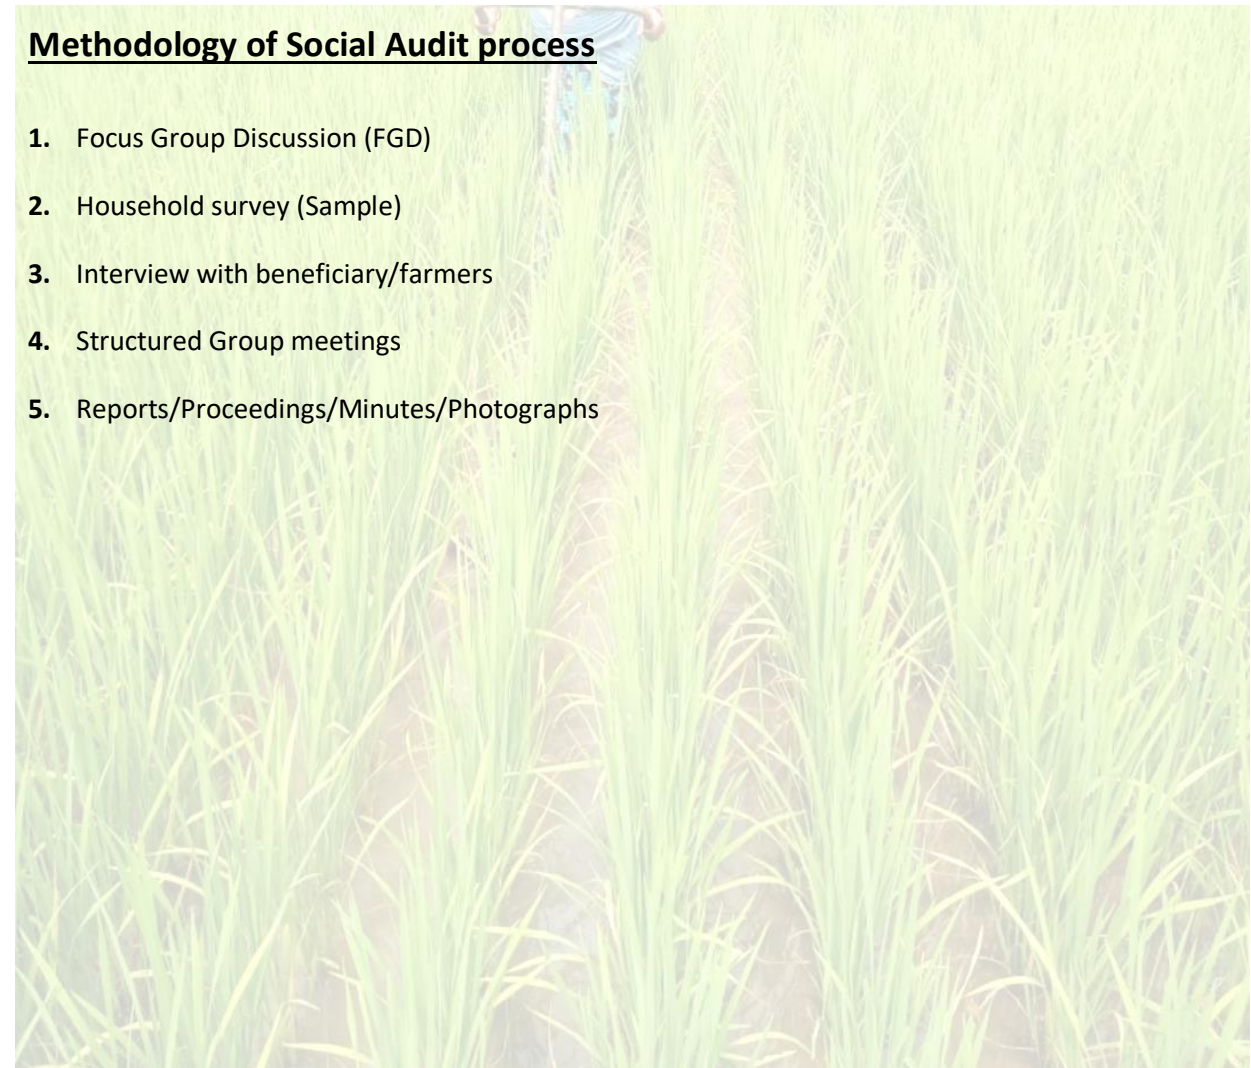 Methodology of Social Audit process
1. Focus Group Discussion (FGD)
2. Household survey (Sample)
3. Interview with beneficiary/farmers
4. Structured Group meetings
5. Reports/Proceedings/Minutes/Photographs